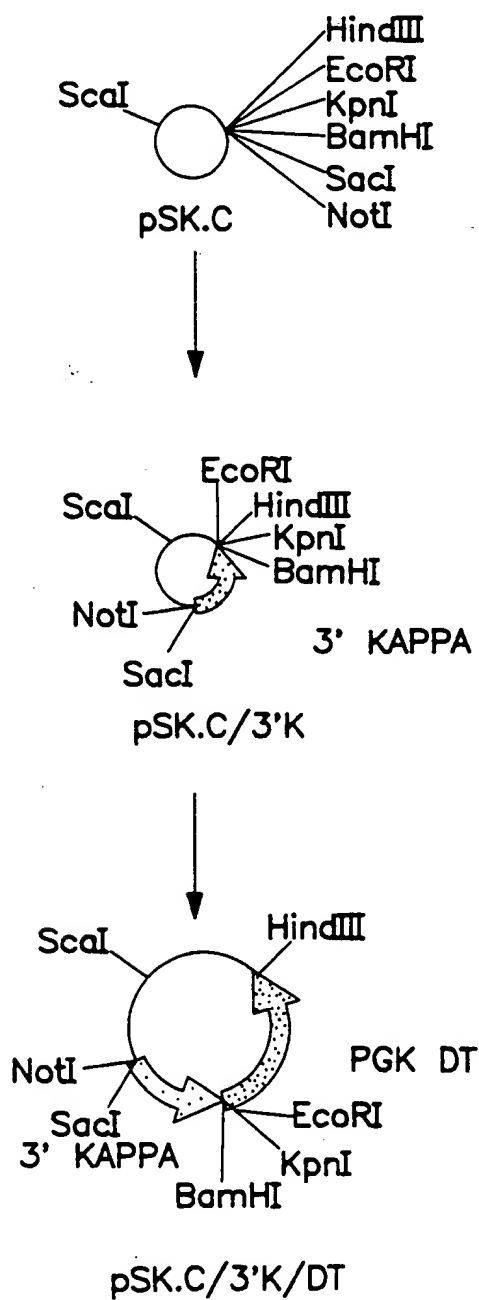 HindIII
EcoRI
ScaI
KpnI
BamHI
SacI
NotI
pSK.C
EcoRI
ScaI
HindIII
KpnI
BamHI
NotI
3' KAPPA
SacI
pSK.C/3'K
HindIII
ScaI
PGK DT
NotI
SacI
EcoRI
3' KAPPA
KpnI
BamHI
pSK.C/3'K/DT